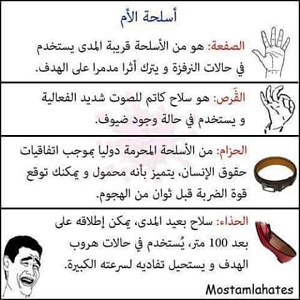 أسلحة الأم
الصفعة: هو من الأسلحة قريبة المدى يستخدم
في حالات النرفزة و يترك أثرا مدمرا على الهدف.
القَرص: هو سلاح كاتم للصوت شديد الفعالية
و يستخدم في حالة وجود ضيوف.
الحزام: من الأسلحة المحرمة دوليا بموجب اتفاقيات
حقوق الإنسان، يتميز بأنه محمول و يمكنك توقع
قوة الضربة قبل ثوان من الهجوم.
الحذاء: سلاح بعيد المدى، يمكن إطلاقه على
بعد 100 متر، يُستخدم في حالات هروب
الهدف و يستحيل تفاديه لسرعته الكبيرة.
Mostamlahates